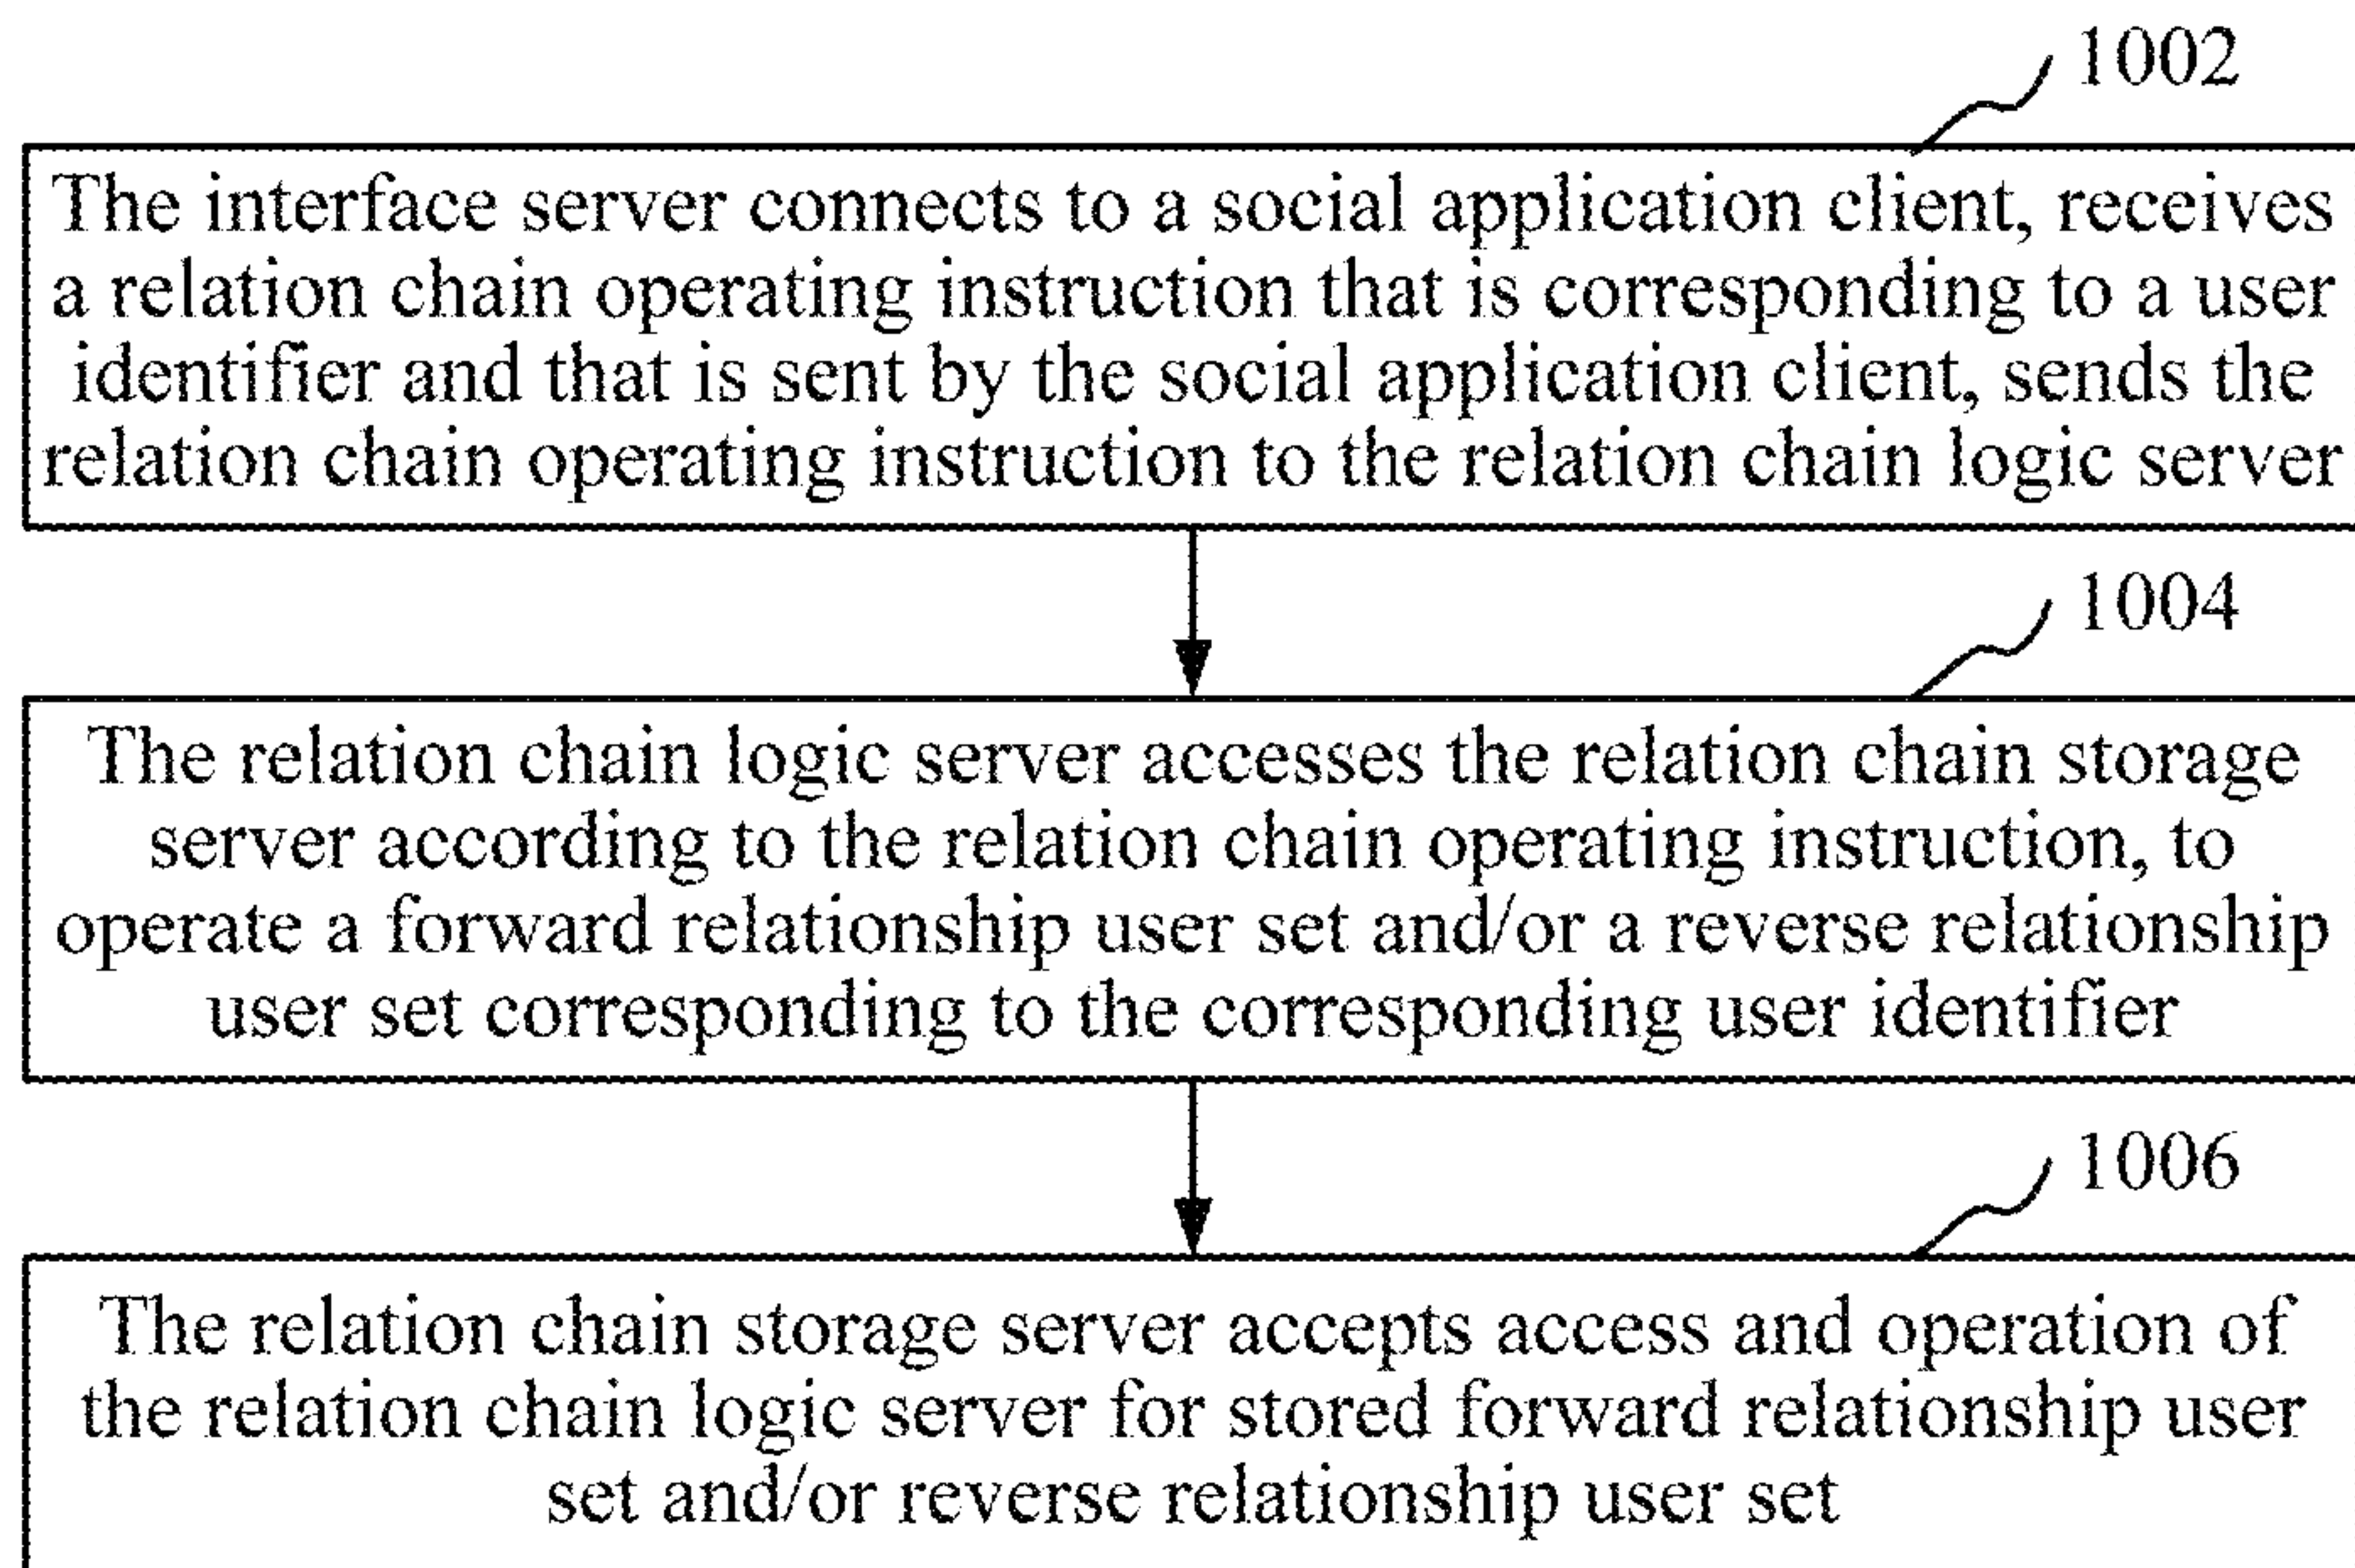 1002
The interface server connects to a social application client, receives
a relation chain operating instruction that is corresponding to a user
identifier and that is sent by the social application client, sends the
relation chain operating instruction to the relation chain logic server
1004
The relation chain logic server accesses the relation chain storage
server according to the relation chain operating instruction, to
operate a forward relationship user set and/or a reverse relationship
user set corresponding to the corresponding user identifier
1006
The relation chain storage server accepts access and operation of
the relation chain logic server for stored forward relationship user
set and/or reverse relationship user set